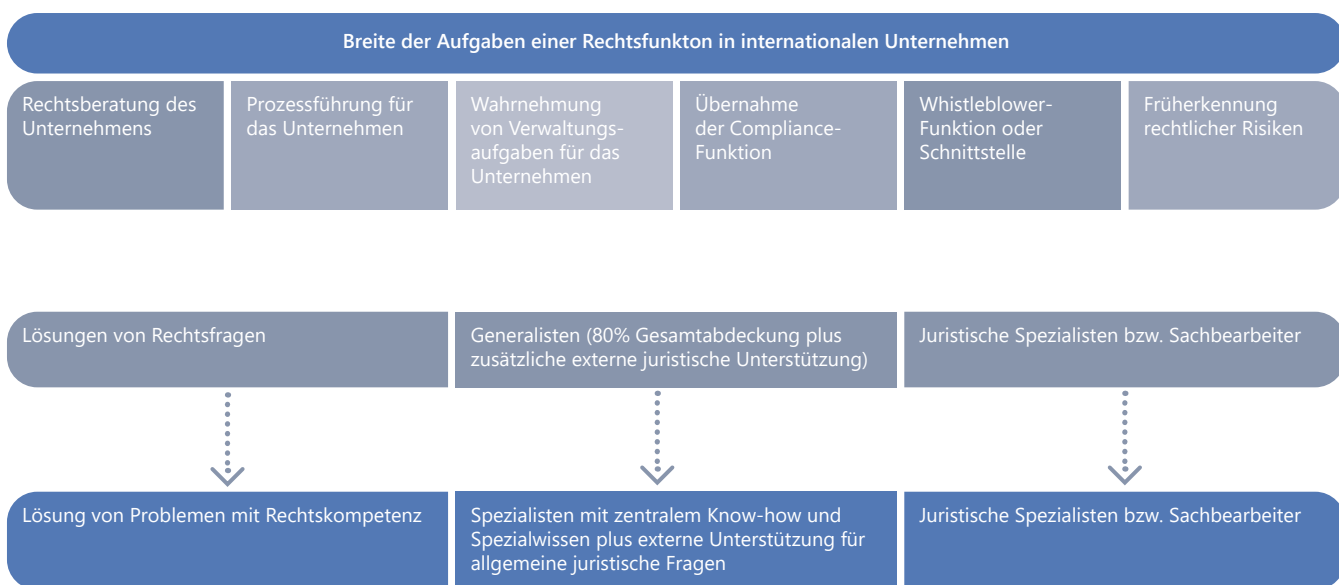 Breite der Aufgaben einer Rechtsfunkton in internationalen Unternehmen
Rechtsberatung des
Unternehmens
Prozessführung für
das Unternehmen
Wahrnehmung
von Verwaltungs-
aufgaben für das
Unternehmen
Übernahme
der Compliance-
Funktion
Whistleblower-
Funktion oder
Schnittstelle
Früherkennung
rechtlicher Risiken
Lösungen von Rechtsfragen
Generalisten (80% Gesamtabdeckung plus
zusätzliche externe juristische Unterstützung)
Juristische Spezialisten bzw. Sachbearbeiter
Lösung von Problemen mit Rechtskompetenz
Spezialisten mit zentralem Know-how und
Spezialwissen plus externe Unterstützung für
allgemeine juristische Fragen
Juristische Spezialisten bzw. Sachbearbeiter